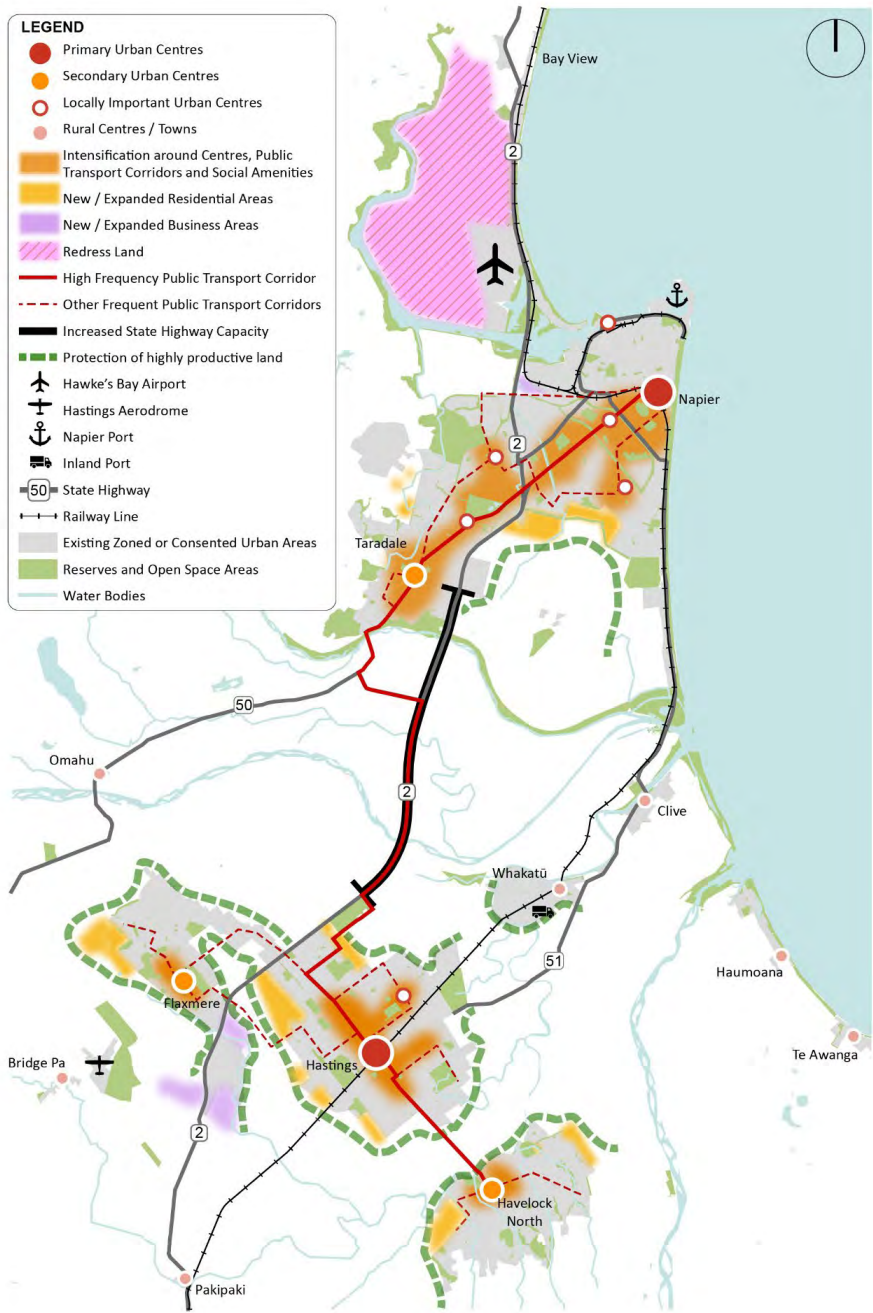 LEGEND
Primary Urban Centres
Secondary Urban Centres
Locally Important Urban Centres
Rural Centres / Towns
Intensification around Centres, Public
Transport Corridors and Social Amenities
New / Expanded Residential Areas
New / Expanded Business Areas
Redress Land
High Frequency Public Transport Corridor
Other Frequent Public Transport Corridors
Increased State Highway Capacity
Protection of highly productive land
Hawke's Bay Airport
Hastings Aerodrome
Napier Port
Inland Port
50 State Highway
Railway Line
Existing Zoned or Consented Urban Areas
Reserves and Open Space Areas
Water Bodies
Bay View
2
Napier
2
Taradale
50
Omahu
2
Clive
Whakatū
51
Haumoana
Flaxmere
Te Awanga
Hastings
Bridge Pa
2
Havelock
North
Pakipaki